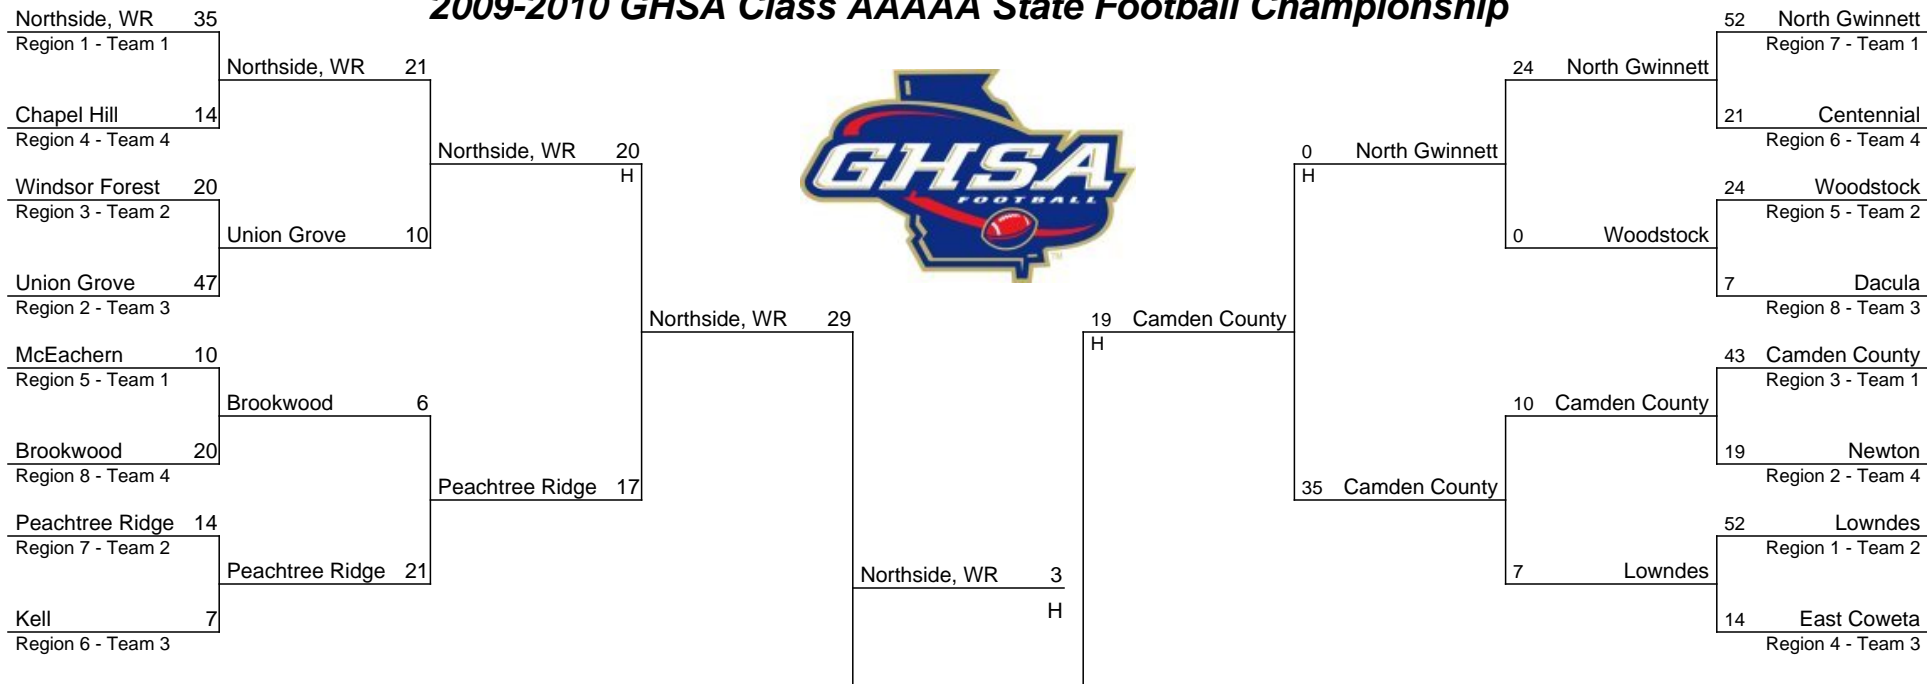 2009-2010 GHSA Class AAAAA State Football Championship
Northside, WR 35
Region 1 - Team 1
Chapel Hill 14
Region 4 - Team 4
Windsor Forest 20
Region 3 - Team 2
Union Grove 47
Region 2 - Team 3
McEachern 10
Region 5 - Team 1
Brookwood 20
Region 8 - Team 4
Peachtree Ridge 14
Region 7 - Team 2
Kell 7
Region 6 - Team 3
Northside, WR 21
Union Grove 10
Brookwood 6
Peachtree Ridge 21
Northside, WR 20
H
Peachtree Ridge 17
Northside, WR 29
Northside, WR 3
H
GHSA
FOOTBALL
TM
19 Camden County
H
0 North Gwinnett
H
35 Camden County
24 North Gwinnett
0 Woodstock
10 Camden County
7 Lowndes
52 North Gwinnett
Region 7 - Team 1
21 Centennial
Region 6 - Team 4
24 Woodstock
Region 5 - Team 2
7 Dacula
Region 8 - Team 3
43 Camden County
Region 3 - Team 1
19 Newton
Region 2 - Team 4
52 Lowndes
Region 1 - Team 2
14 East Coweta
Region 4 - Team 3